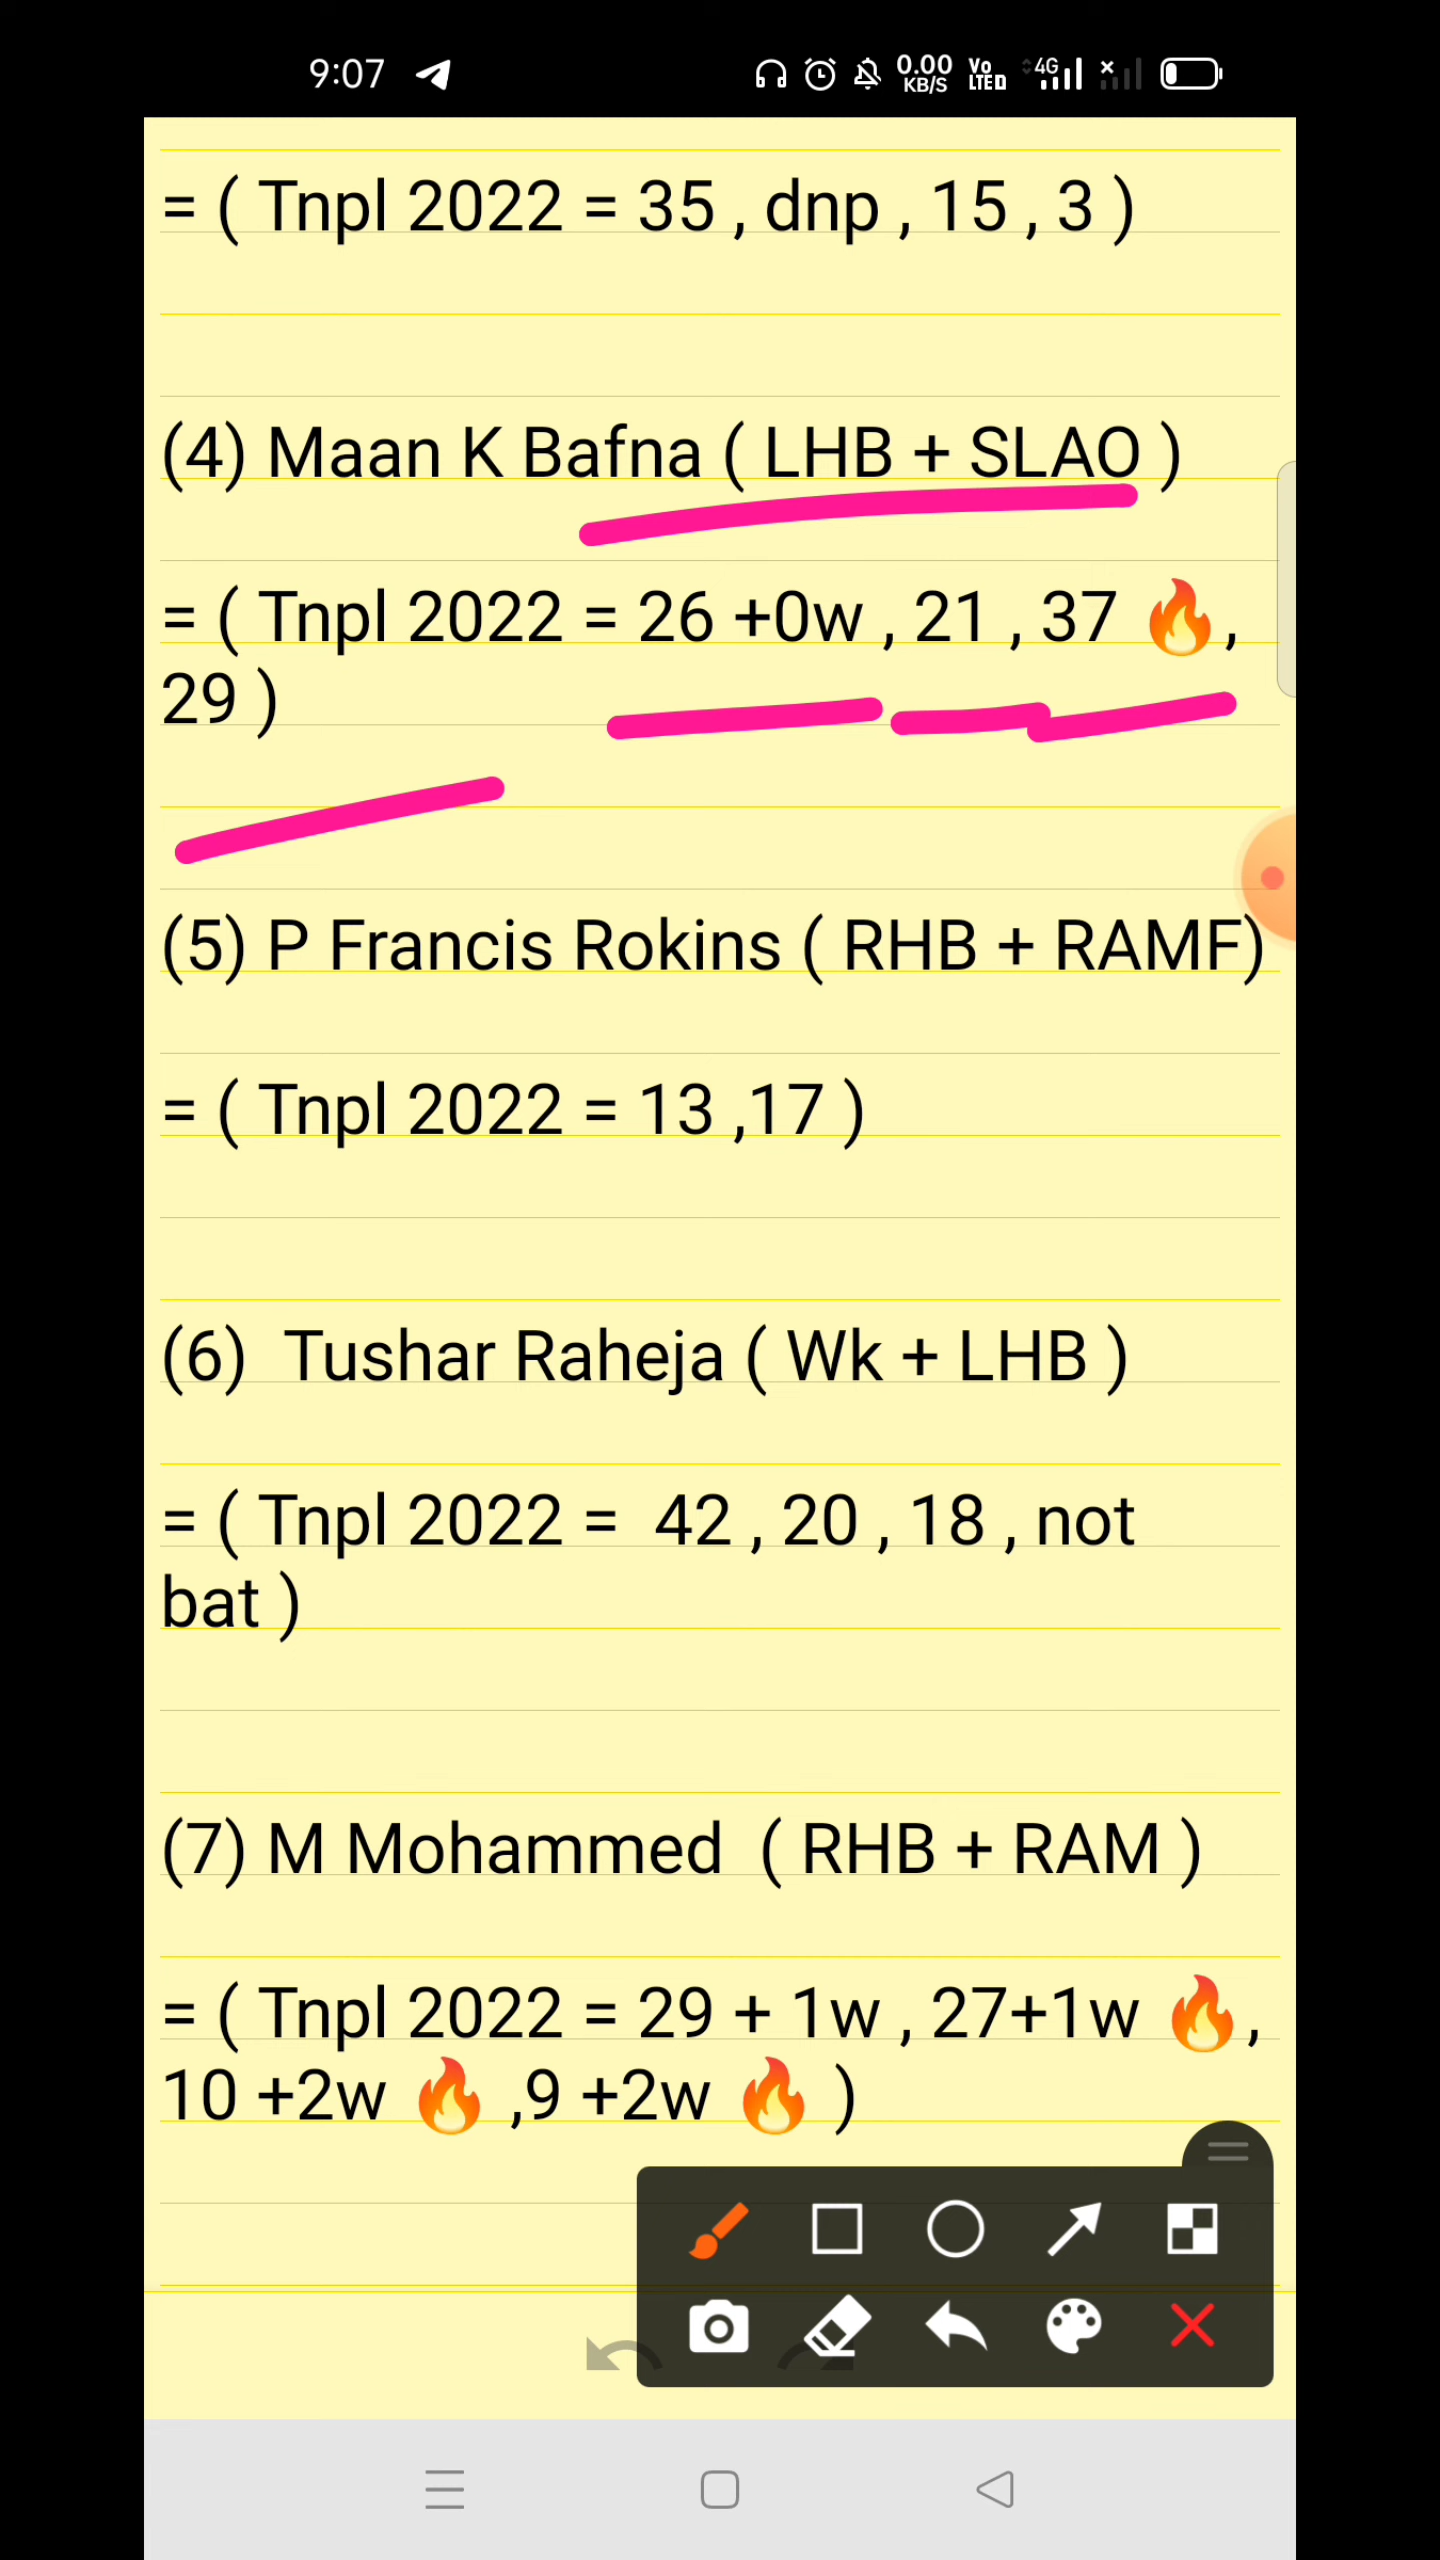 9:07 0.00 KB/S Vo LTE 4G
= ( Tnpl 2022 = 35 , dnp , 15 , 3 )
(4) Maan K Bafna ( LHB + SLAO )
= ( Tnpl 2022 = 26 +0w , 21 , 37 🔥,
29 )
(5) P Francis Rokins ( RHB + RAMF)
= ( Tnpl 2022 = 13 ,17 )
(6)  Tushar Raheja ( Wk + LHB )
= ( Tnpl 2022 =  42 , 20 , 18 , not
bat )
(7) M Mohammed  ( RHB + RAM )
= ( Tnpl 2022 = 29 + 1w , 27+1w 🔥,
10 +2w 🔥 ,9 +2w 🔥 )